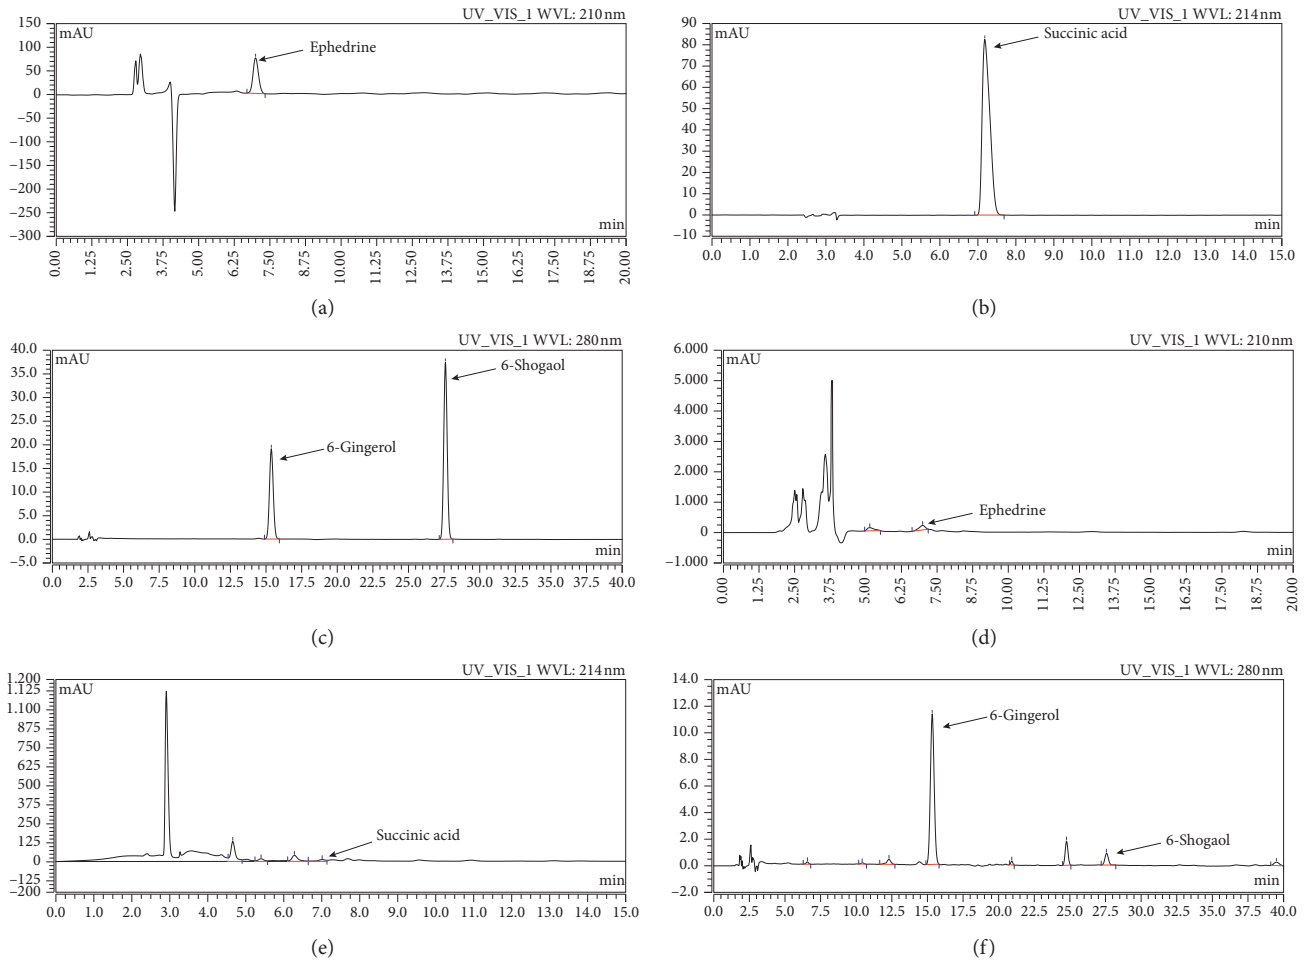 UV_VIS_1 WVL: 210 nm
mAU
150
100
50
0
−50
−100
−150
−200
−250
−300
Ephedrine
min
0.00 1.25 2.50 3.75 5.00 6.25 7.50 8.75 10.00 11.25 12.50 13.75 15.00 16.25 17.50 18.75 20.00
(a)
UV_VIS_1 WVL: 214 nm
mAU
90
80
70
60
50
40
30
20
10
0
−10
Succinic acid
min
0.0 1.0 2.0 3.0 4.0 5.0 6.0 7.0 8.0 9.0 10.0 11.0 12.0 13.0 14.0 15.0
(b)
UV_VIS_1 WVL: 280 nm
mAU
40.0
35.0
30.0
25.0
20.0
15.0
10.0
5.0
0.0
−5.0
6-Shogaol
6-Gingerol
min
0.0 2.5 5.0 7.5 10.0 12.5 15.0 17.5 20.0 22.5 25.0 27.5 30.0 32.5 35.0 37.5 40.0
(c)
UV_VIS_1 WVL: 210 nm
mAU
6.000
5.000
4.000
3.000
2.000
1.000
0
−1.000
Ephedrine
min
0.00 1.25 2.50 3.75 5.00 6.25 7.50 8.75 10.00 11.25 12.50 13.75 15.00 16.25 17.50 18.75 20.00
(d)
UV_VIS_1 WVL: 214 nm
mAU
1.200
1.125
1.100
875
750
625
500
375
250
125
0
−125
−200
Succinic acid
min
0.0 1.0 2.0 3.0 4.0 5.0 6.0 7.0 8.0 9.0 10.0 11.0 12.0 13.0 14.0 15.0
(e)
UV_VIS_1 WVL: 280 nm
mAU
14.0
12.0
10.0
8.0
6.0
4.0
2.0
0.0
−2.0
6-Gingerol
6-Shogaol
min
0.0 2.5 5.0 7.5 10.0 12.5 15.0 17.5 20.0 22.5 25.0 27.5 30.0 32.5 35.0 37.5 40.0
(f)